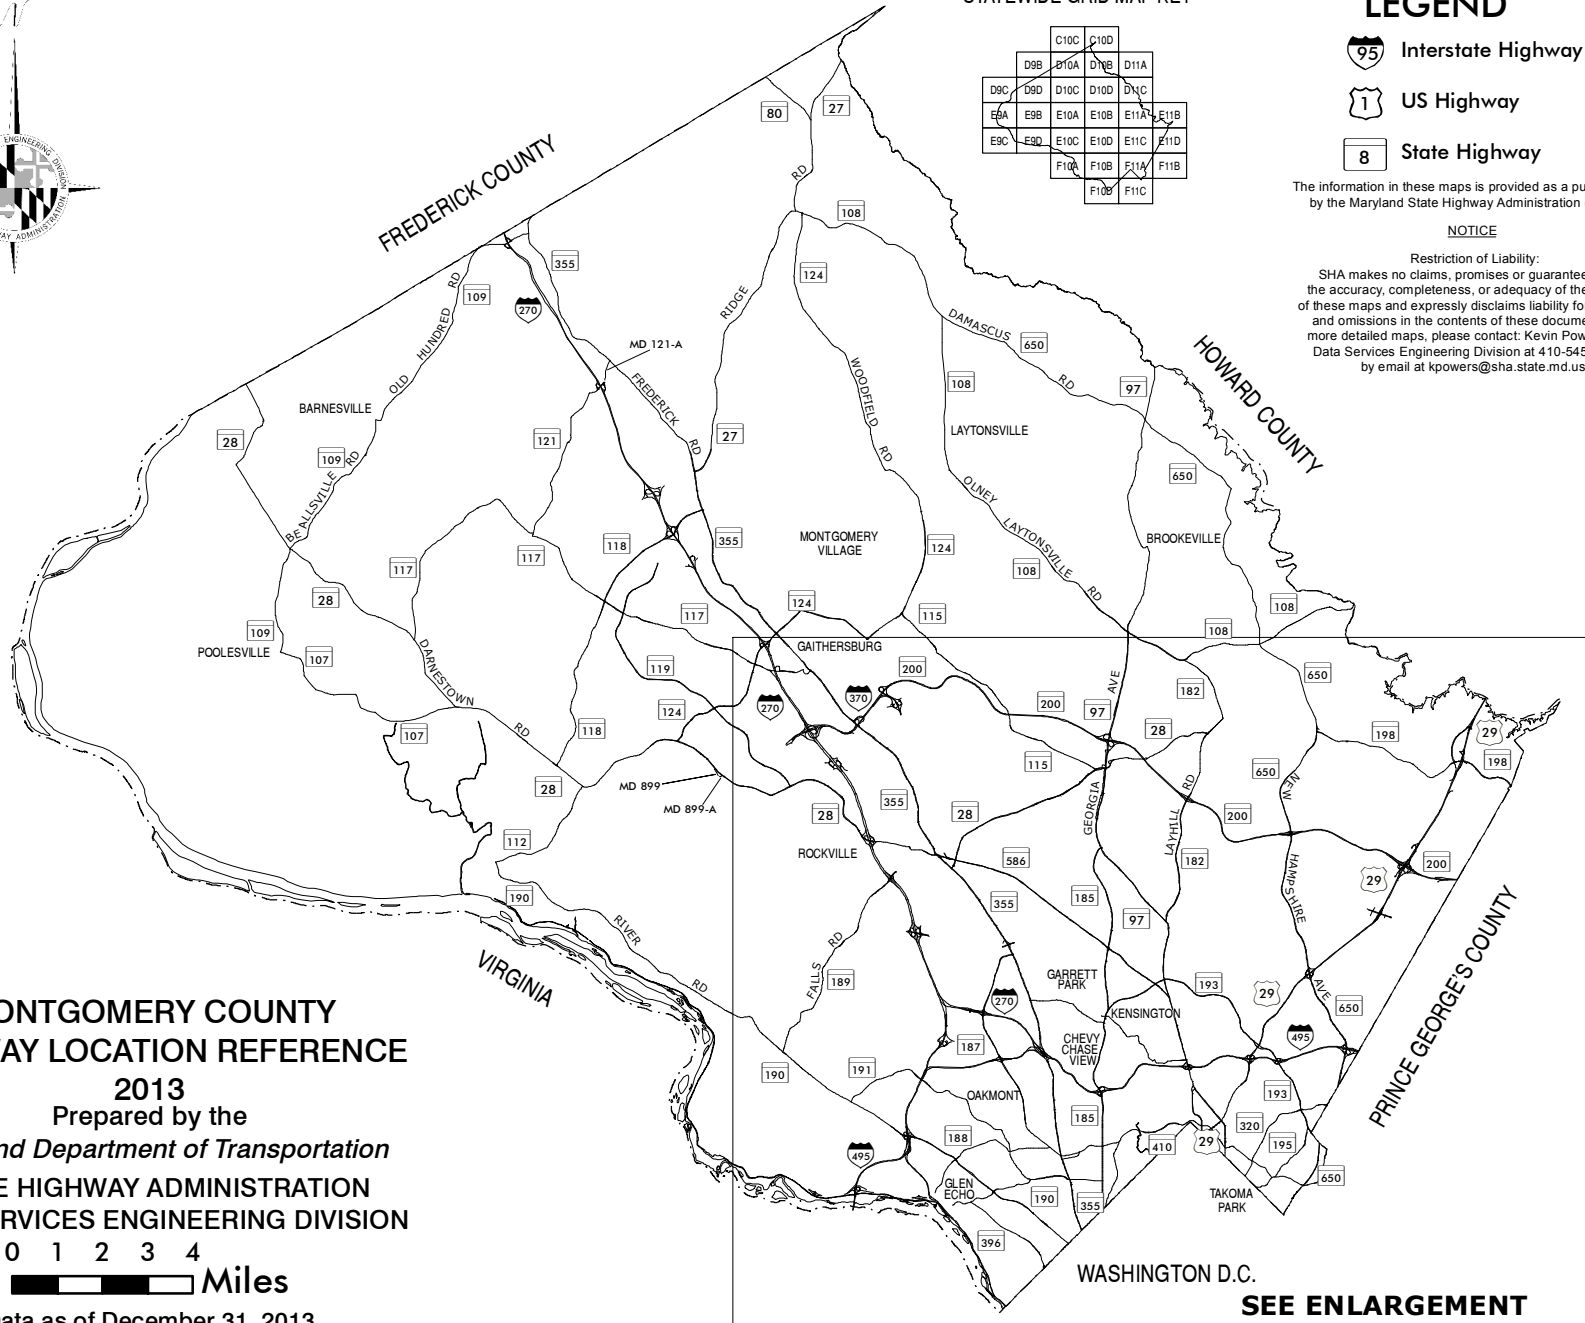 STATEWIDE GRID MAP KEY
C10C C10D
D9B D10A D10B D11A
D9C D9D D10C D10D D11C
E9A E9B E10A E10B E11A E11B
E9C E9D E10C E10D E11C E11D
F10A F10B F11A F11B
F10D F11C
LEGEND
95 Interstate Highway
1 US Highway
8 State Highway
The information in these maps is provided as a pu
by the Maryland State Highway Administration
NOTICE
Restriction of Liability:
SHA makes no claims, promises or guarantee
the accuracy, completeness, or adequacy of the
of these maps and expressly disclaims liability fo
and omissions in the contents of these docume
more detailed maps, please contact: Kevin Pow
Data Services Engineering Division at 410-545
by email at kpowers@sha.state.md.us
ENGINEERING DIVISION
WAY ADMINISTRATION
FREDERICK COUNTY
HOWARD COUNTY
PRINCE GEORGE'S COUNTY
VIRGINIA
WASHINGTON D.C.
80
27
RD
108
355
124
109
RD
270
RIDGE
HUNDRED
DAMASCUS
650
MD 121-A
OLD
WOODFIELD
FREDERICK
108
RD
97
BARNESVILLE
28
121
27
LAYTONSVILLE
RD
109
RD
RD
650
BEALLSVILLE
OLNEY
LAYTONSVILLE
118
355
MONTGOMERY
VILLAGE
124
BROOKEVILLE
117
117
108
RD
28
124
117
115
108
109
108
POOLESVILLE
107
GAITHERSBURG
DARNESTOWN
119
200
650
270
370
AVE
182
124
200
97
RD
118
28
29
107
198
198
115
650
NEW
MD 899
28
RD
MD 899-A
355
28
GEORGIA
LAYHILL
200
28
112
ROCKVILLE
586
182
HAMPSHIRE
200
29
190
185
355
97
RIVER
RD
FALLS
189
GARRETT
PARK
193
RD
29
270
AVE
650
KENSINGTON
187
CHEVY
CHASE
VIEW
495
190
191
OAKMONT
193
185
320
188
410
29
195
495
GLEN
ECHO
190
355
TAKOMA
PARK
650
396
ONTGOMERY COUNTY
WAY LOCATION REFERENCE
2013
Prepared by the
nd Department of Transportation
E HIGHWAY ADMINISTRATION
ERVICES ENGINEERING DIVISION
0 1 2 3 4
Miles
ata as of December 31, 2013
SEE ENLARGEMENT